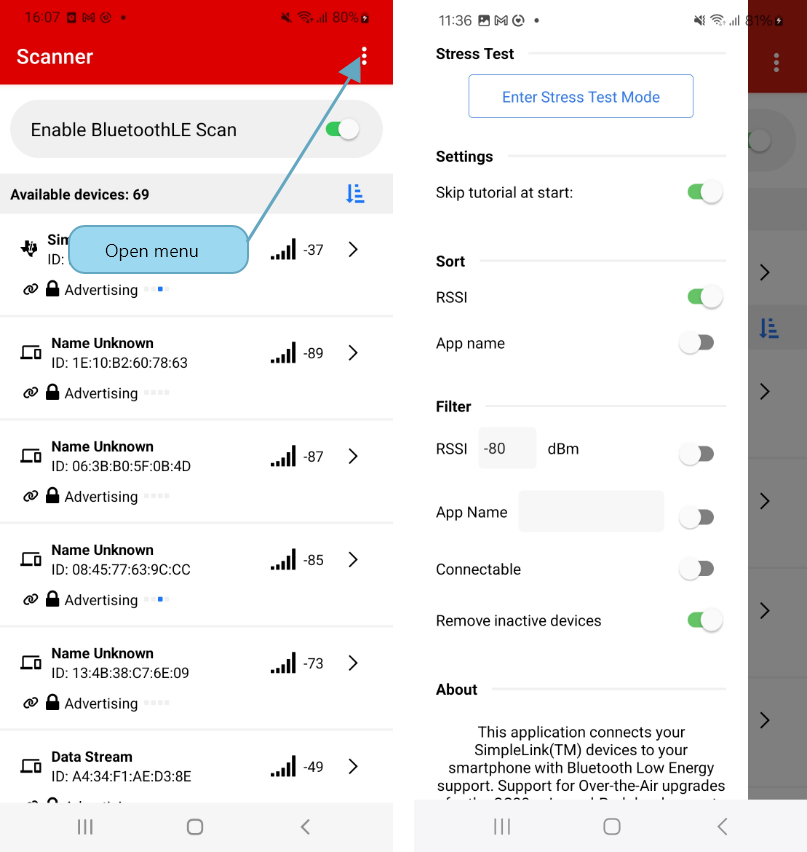 16:07
80%
Scanner
Enable BluetoothLE Scan
Available devices: 69
Sim
ID:
-37
Open menu
Advertising
Name Unknown
ID: 1E:10:B2:60:78:63
-89
Advertising
Name Unknown
ID: 06:3B:B0:5F:0B:4D
-87
Advertising
Name Unknown
ID: 08:45:77:63:9C:CC
-85
Advertising
Name Unknown
ID: 13:4B:38:C7:6E:09
-73
Advertising
Data Stream
ID: A4:34:F1:AE:D3:8E
-49
11:36
81%
Stress Test
Enter Stress Test Mode
Settings
Skip tutorial at start:
Sort
RSSI
App name
Filter
RSSI -80 dBm
App Name
Connectable
Remove inactive devices
About
This application connects your
SimpleLink(TM) devices to your
smartphone with Bluetooth Low Energy
support. Support for Over-the-Air upgrades